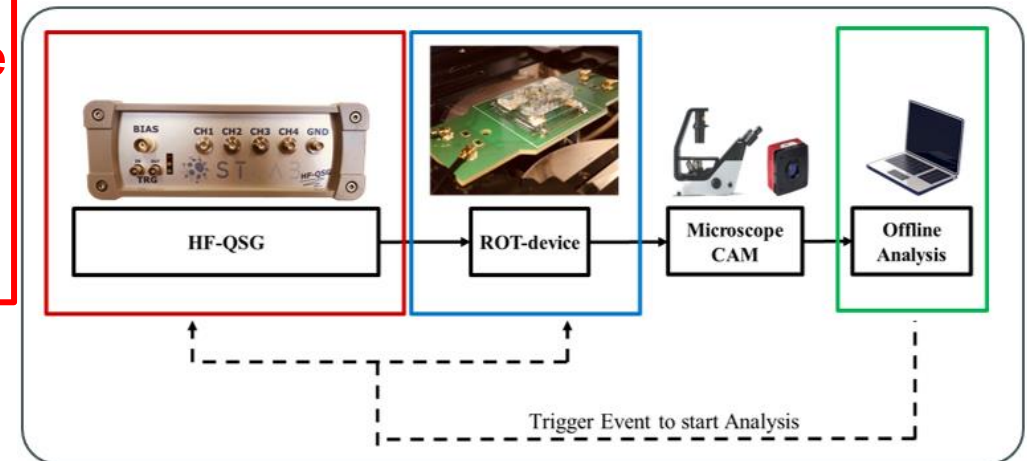 e
BIAS
CH1 CH2 CH3 CH4 GND
TRG
HF-QSG
HF-QSG
ROT-device
Microscope
CAM
Offline
Analysis
Trigger Event to start Analysis